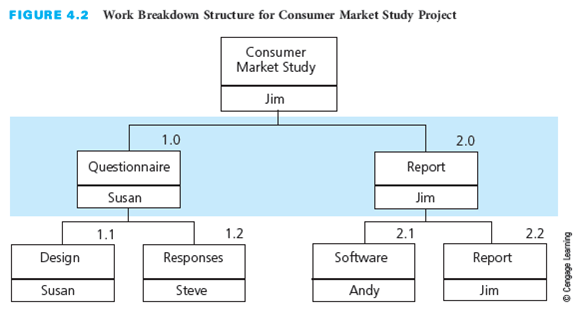 FIGURE 4.2 Work Breakdown Structure for Consumer Market Study Project
Consumer
Market Study
Jim
1.0
Questionnaire
Susan
2.0
Report
Jim
1.1
Design
Susan
1.2
Responses
Steve
2.1
Software
Andy
2.2
Report
Jim
© Cengage Learning